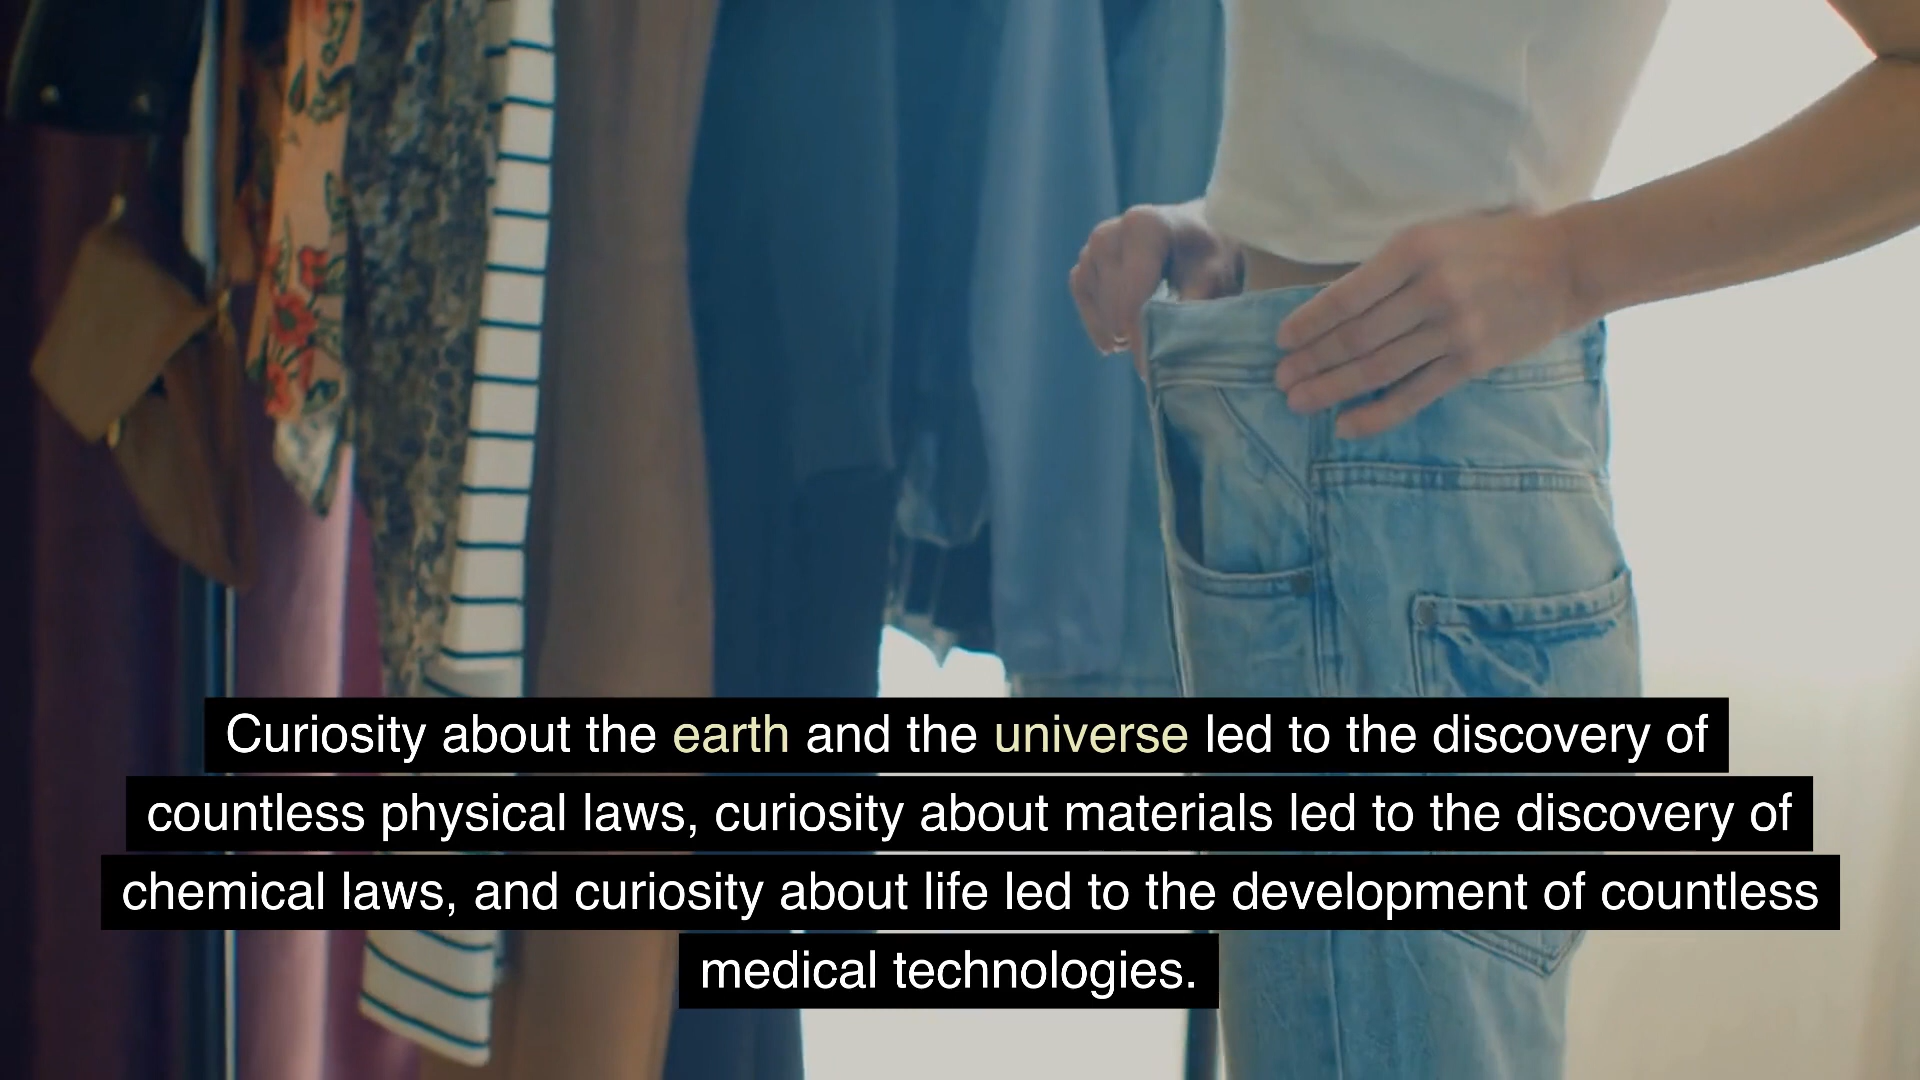 Curiosity about the earth and the universe led to the discovery of
countless physical laws, curiosity about materials led to the discovery of
chemical laws, and curiosity about life led to the development of countless
medical technologies.